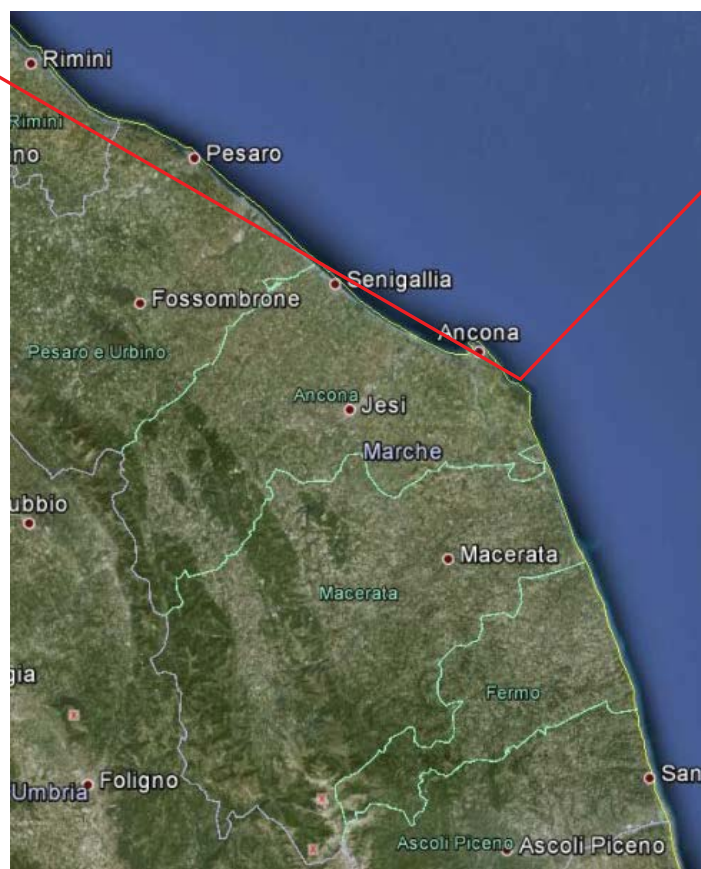 Rimini
Rimini
no
Pesaro
Senigallia
Fossombrone
Ancona
Pesaro e Urbino
Ancona
Jesi
Marche
ubbio
Macerata
Macerata
gia
Fermo
Foligno
Umbria
San
Ascoli Piceno
Ascoli Piceno